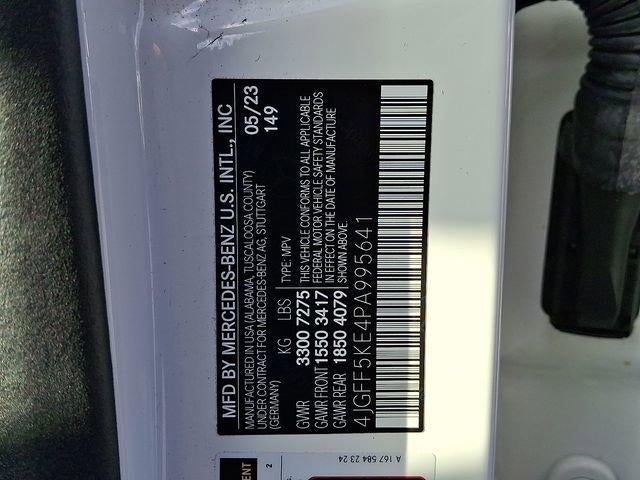 MFD BY MERCEDES-BENZ U.S. INTL., INC
MANUFACTURED IN USA (ALABAMA, TUSCALOOSA COUNTY) 05/23
UNDER CONTRACT FOR MERCEDES-BENZ AG, STUTTGART 149
(GERMANY)
KG LBS TYPE: MPV
GVWR 3300 7275 THIS VEHICLE CONFORMS TO ALL APPLICABLE
GAWR FRONT 1550 3417 FEDERAL MOTOR VEHICLE SAFETY STANDARDS
GAWR REAR 1850 4079 IN EFFECT ON THE DATE OF MANUFACTURE
SHOWN ABOVE.
4JGFF5KE4PA995641
A 167 584 23 24
2
ENT